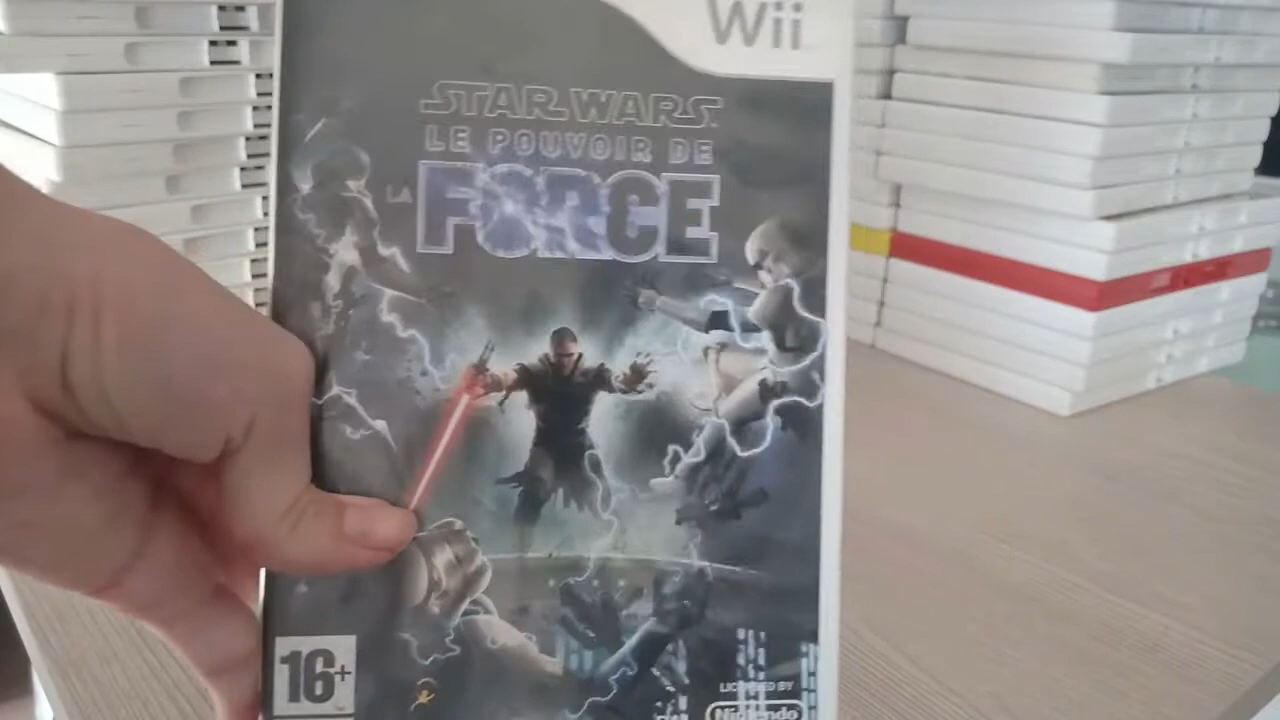 Wii
STAR WARS
LE POUVOIR DE
LA FORCE
16+
LICENSED BY
Nintendo